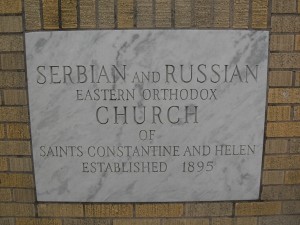 SERBIAN AND RUSSIAN
EASTERN ORTHODOX
CHURCH
OF
SAINTS CONSTANTINE AND HELEN
ESTABLISHED 1895